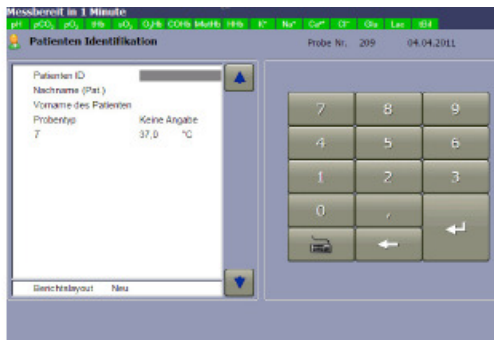 Messbereit in 1 Minute
pH pCO₂ pO₂ tHb sO₂ O₂Hb COHb MetHb HHb K⁺ Na⁺ Ca²⁺ Cl⁻ Glu Lac tBil
Patienten Identifikation Probe Nr. 209 04.04.2011
Patienten ID
Nachname (Pat.)
Vorname des Patienten
Probentyp Keine Angabe
7 37,0 °C
Berichtslayout Neu
7 8 9
4 5 6
1 2 3
0 ,